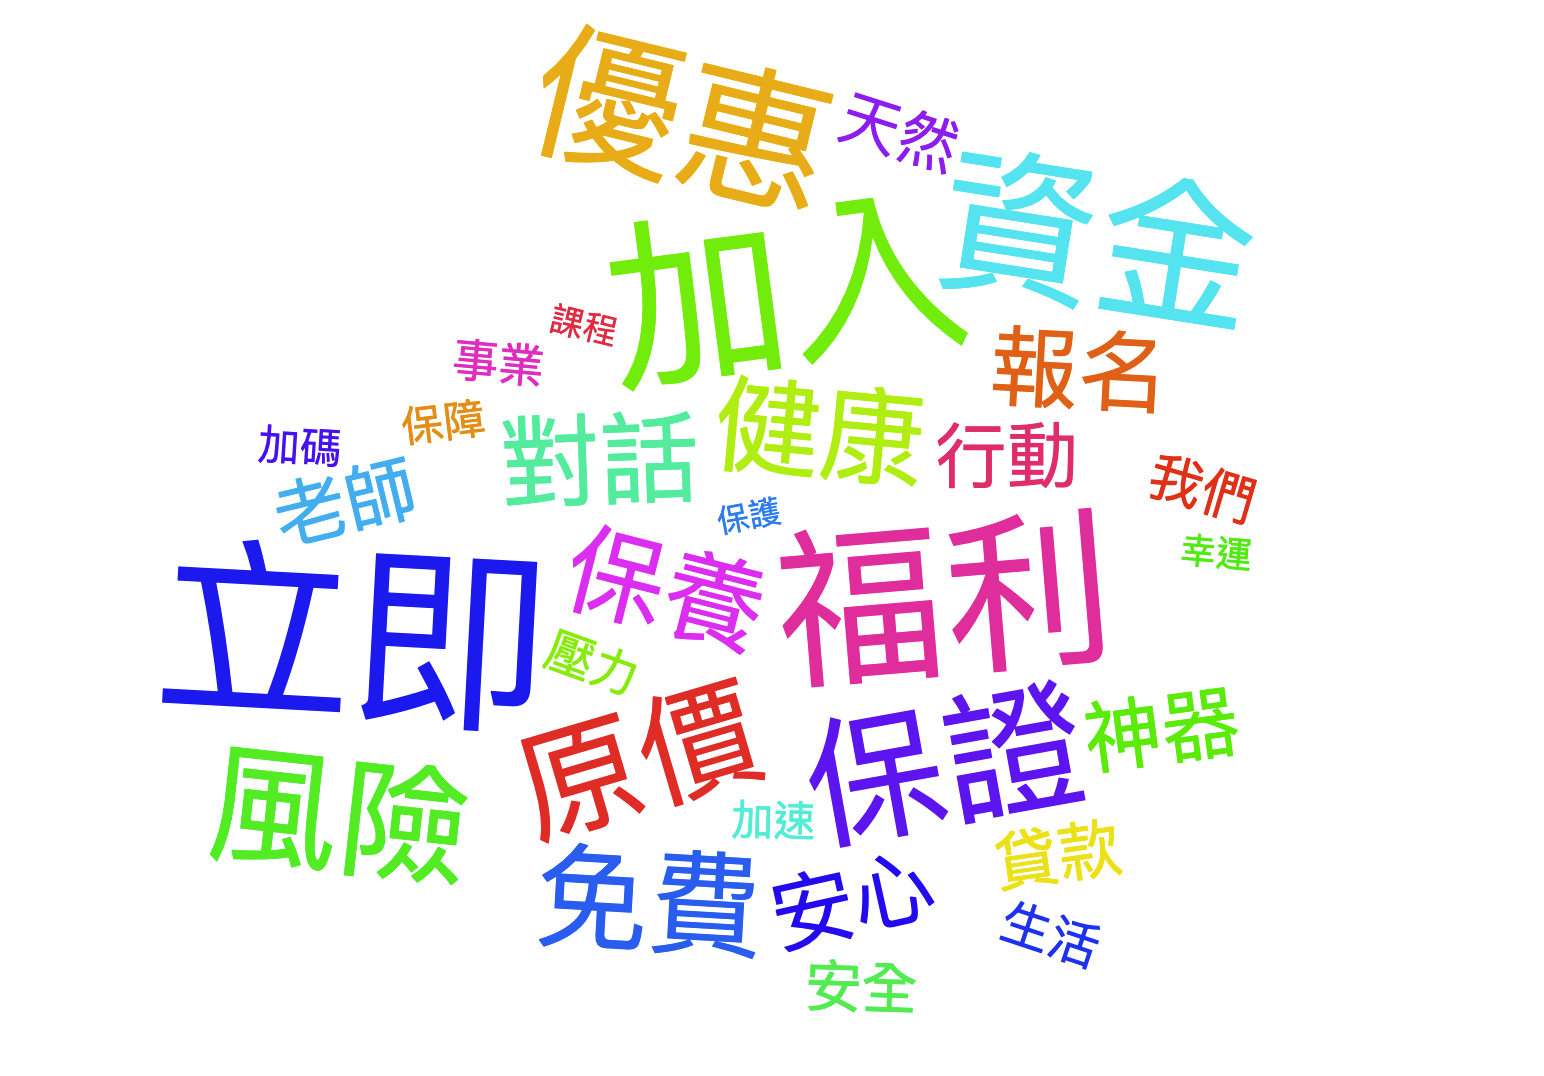 優惠
天然
資金
加入
課程
事業
報名
保障
加碼
對話
健康
行動
老師
我們
保護
幸運
立即
保養
福利
壓力
原價
保證
神器
風險
加速
免費
安心
貸款
生活
安全